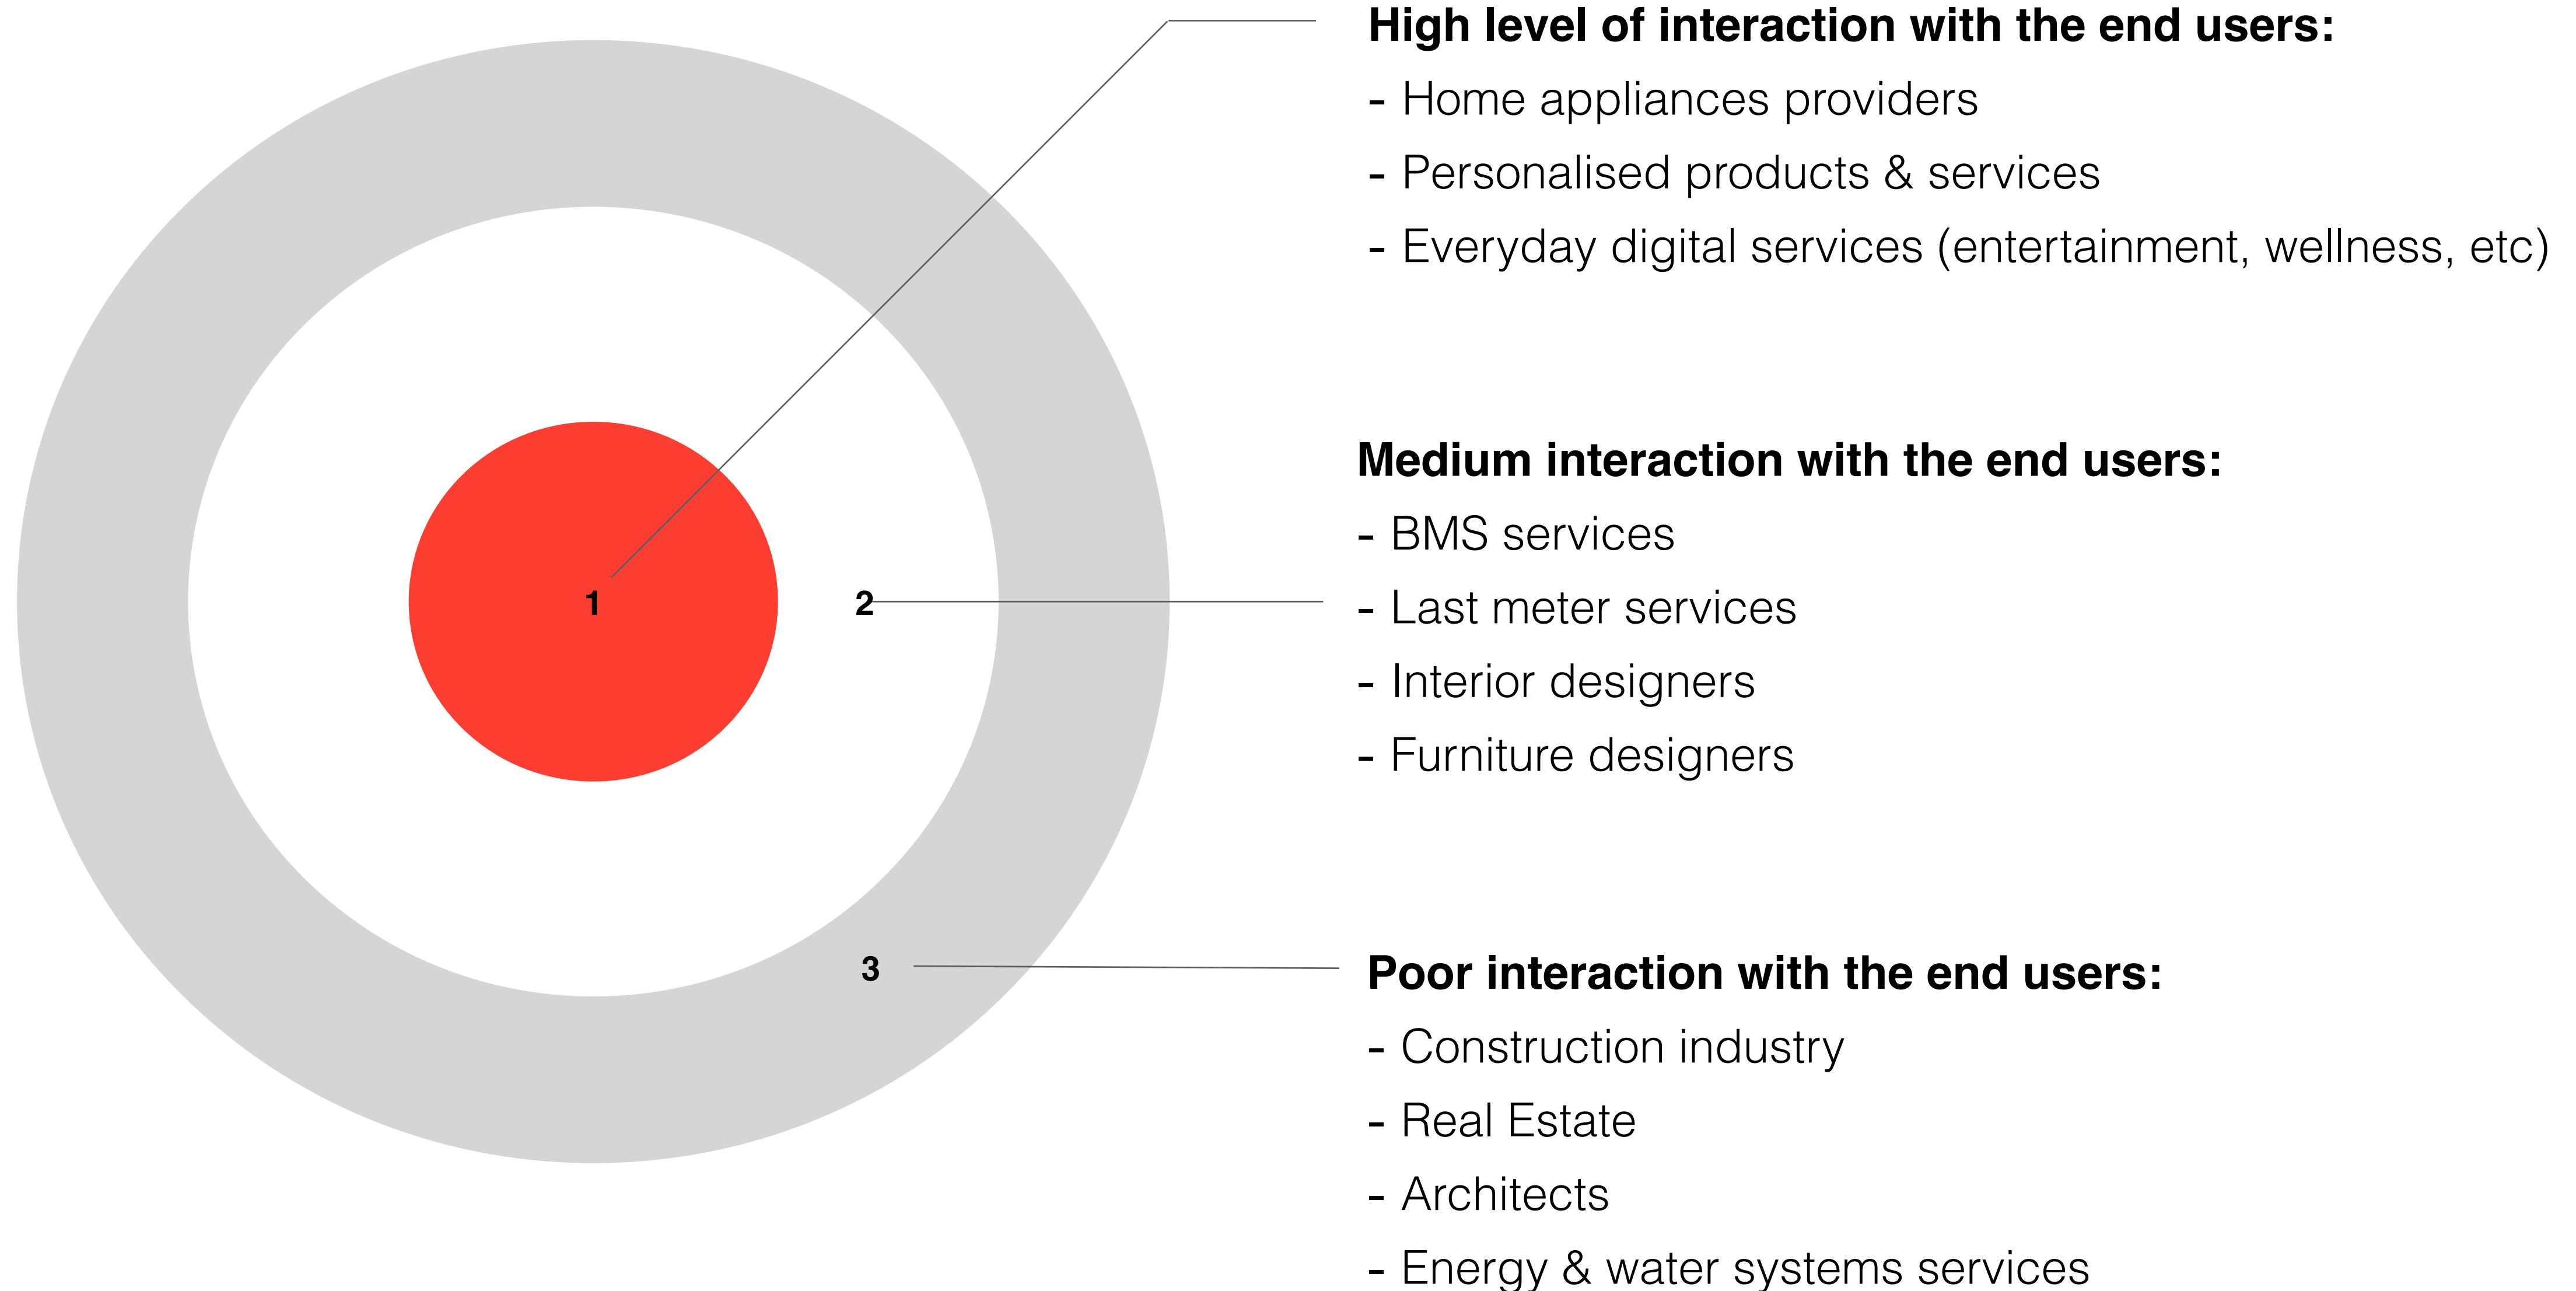 High level of interaction with the end users:
- Home appliances providers
- Personalised products & services
- Everyday digital services (entertainment, wellness, etc)
Medium interaction with the end users:
- BMS services
1
2
- Last meter services
- Interior designers
- Furniture designers
3
Poor interaction with the end users:
- Construction industry
- Real Estate
- Architects
- Energy & water systems services